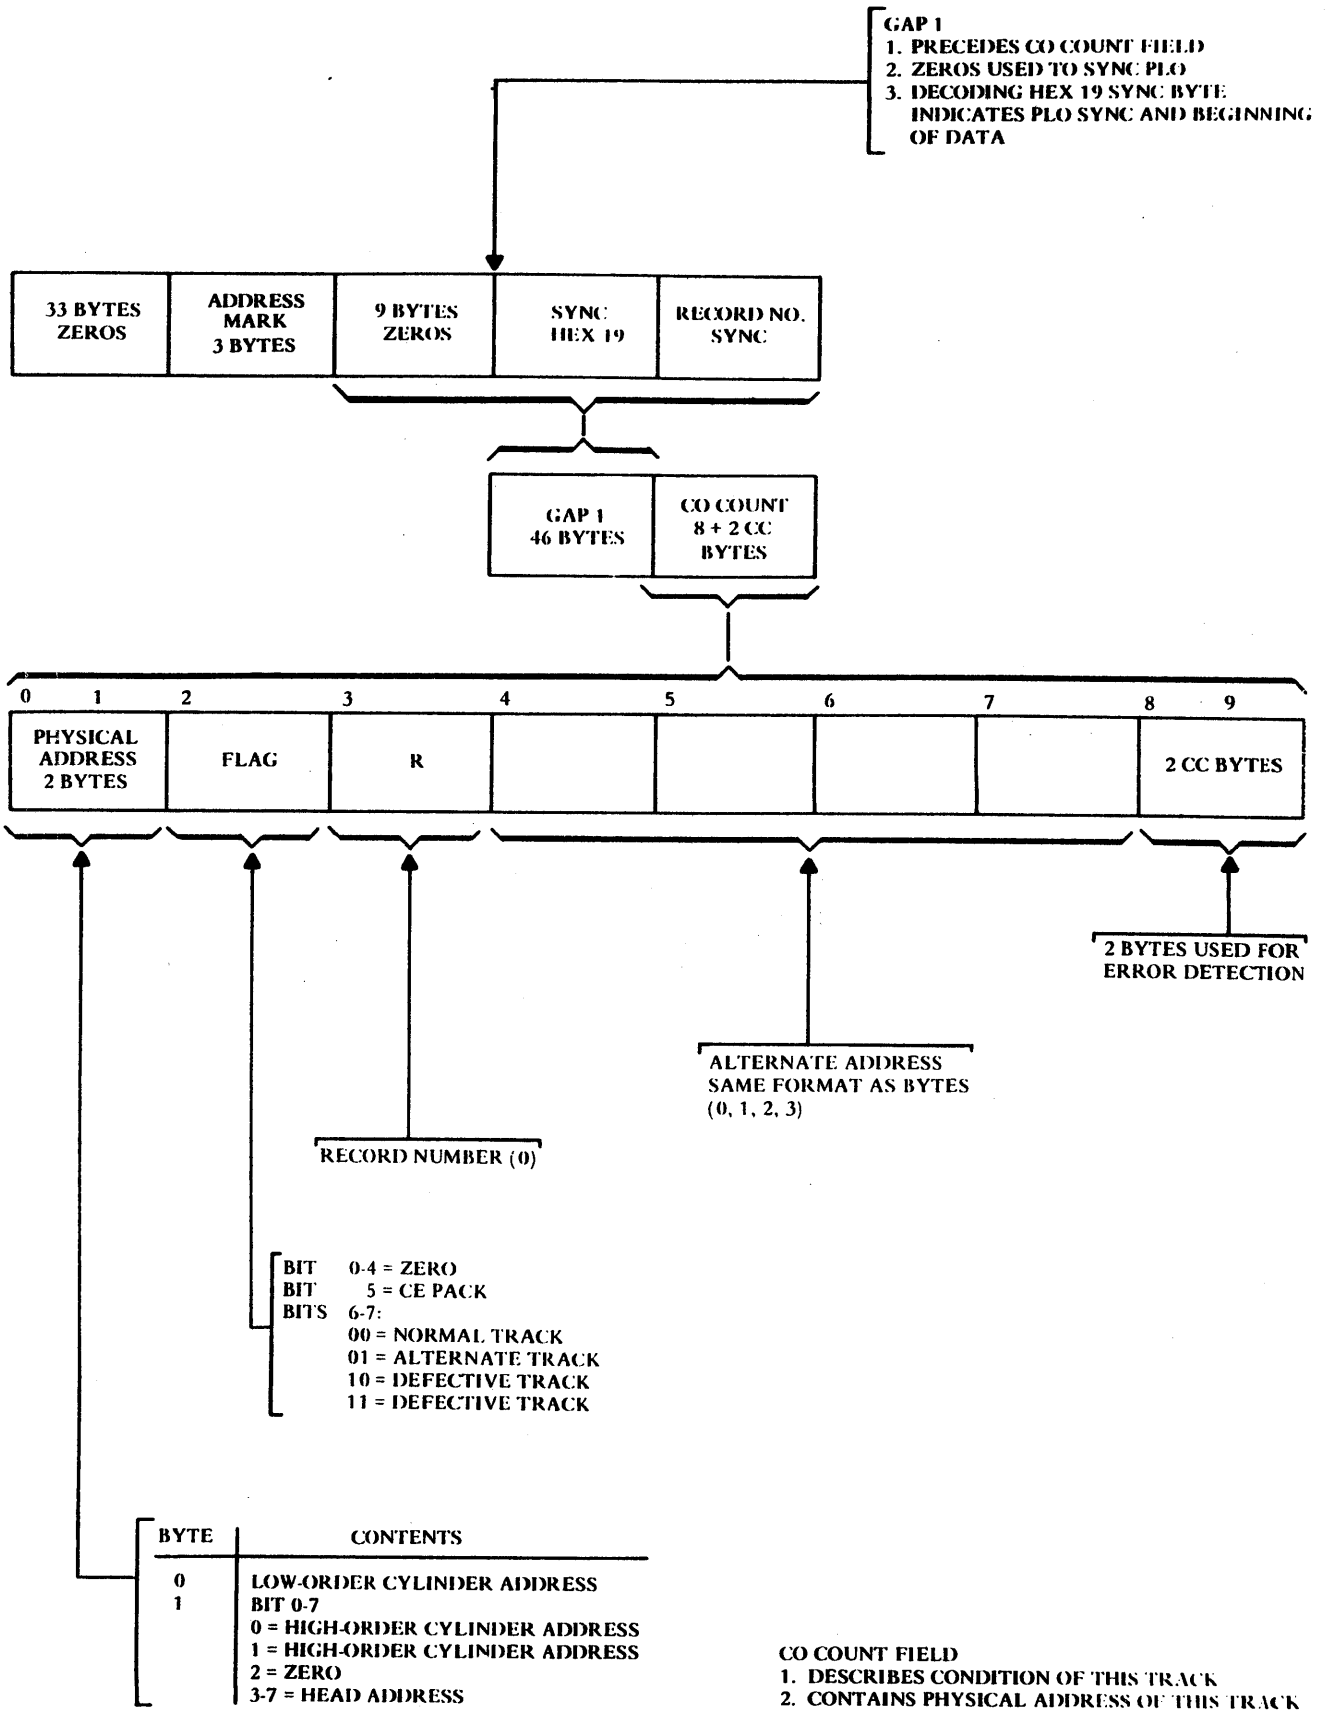 GAP 1
1. PRECEDES CO COUNT FIELD
2. ZEROS USED TO SYNC PLO
3. DECODING HEX 19 SYNC BYTE
INDICATES PLO SYNC AND BEGINNING
OF DATA
33 BYTES
ZEROS
ADDRESS
MARK
3 BYTES
9 BYTES
ZEROS
SYNC
HEX 19
RECORD NO.
SYNC
GAP 1
46 BYTES
CO COUNT
8 + 2 CC
BYTES
0 1 2 3 4 5 6 7 8 9
PHYSICAL
ADDRESS
2 BYTES
FLAG
R
2 CC BYTES
2 BYTES USED FOR
ERROR DETECTION
ALTERNATE ADDRESS
SAME FORMAT AS BYTES
(0, 1, 2, 3)
RECORD NUMBER (0)
BIT 0-4 = ZERO
BIT 5 = CE PACK
BITS 6-7:
00 = NORMAL TRACK
01 = ALTERNATE TRACK
10 = DEFECTIVE TRACK
11 = DEFECTIVE TRACK
BYTE CONTENTS
0 LOW-ORDER CYLINDER ADDRESS
1 BIT 0-7
0 = HIGH-ORDER CYLINDER ADDRESS
1 = HIGH-ORDER CYLINDER ADDRESS
2 = ZERO
3-7 = HEAD ADDRESS
CO COUNT FIELD
1. DESCRIBES CONDITION OF THIS TRACK
2. CONTAINS PHYSICAL ADDRESS OF THIS TRACK